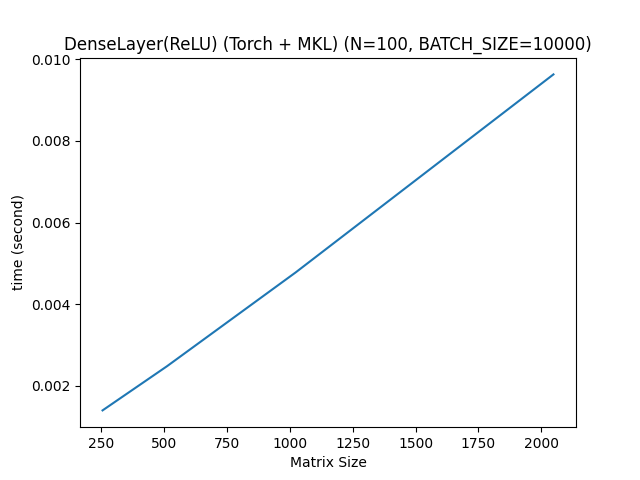 DenseLayer(ReLU) (Torch + MKL) (N=100, BATCH_SIZE=10000)
0.010
0.008
0.006
0.004
0.002
time (second)
250 500 750 1000 1250 1500 1750 2000
Matrix Size